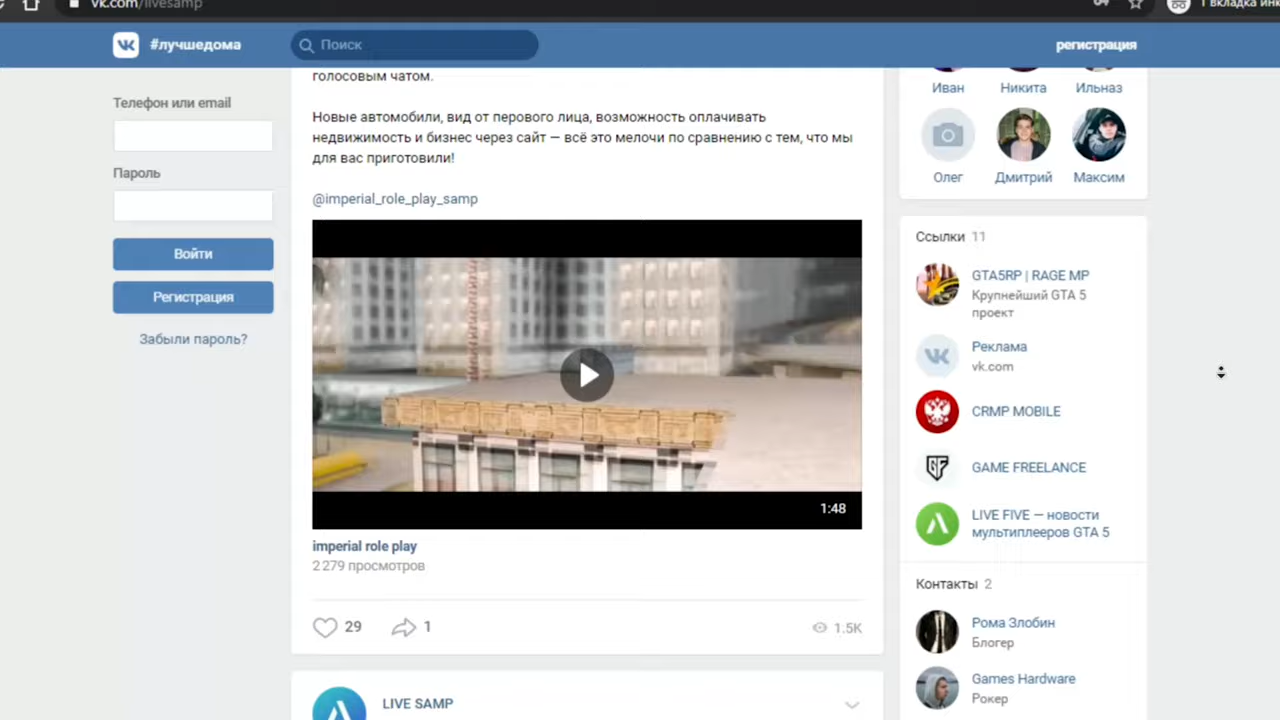 vk.com/livesamp
1 вкладка инк
#лучшедома
Поиск
регистрация
Телефон или email
Пароль
Войти
Регистрация
Забыли пароль?
голосовым чатом.
Новые автомобили, вид от перового лица, возможность оплачивать
недвижимость и бизнес через сайт — всё это мелочи по сравнению с тем, что мы
для вас приготовили!
@imperial_role_play_samp
1:48
imperial role play
2 279 просмотров
29
1
1.5K
LIVE SAMP
Иван
Никита
Ильназ
Олег
Дмитрий
Максим
Ссылки 11
GTA5RP | RAGE MP
Крупнейший GTA 5
проект
Реклама
vk.com
CRMP MOBILE
GAME FREELANCE
LIVE FIVE — новости
мультиплееров GTA 5
Контакты 2
Рома Злобин
Блогер
Games Hardware
Рокер